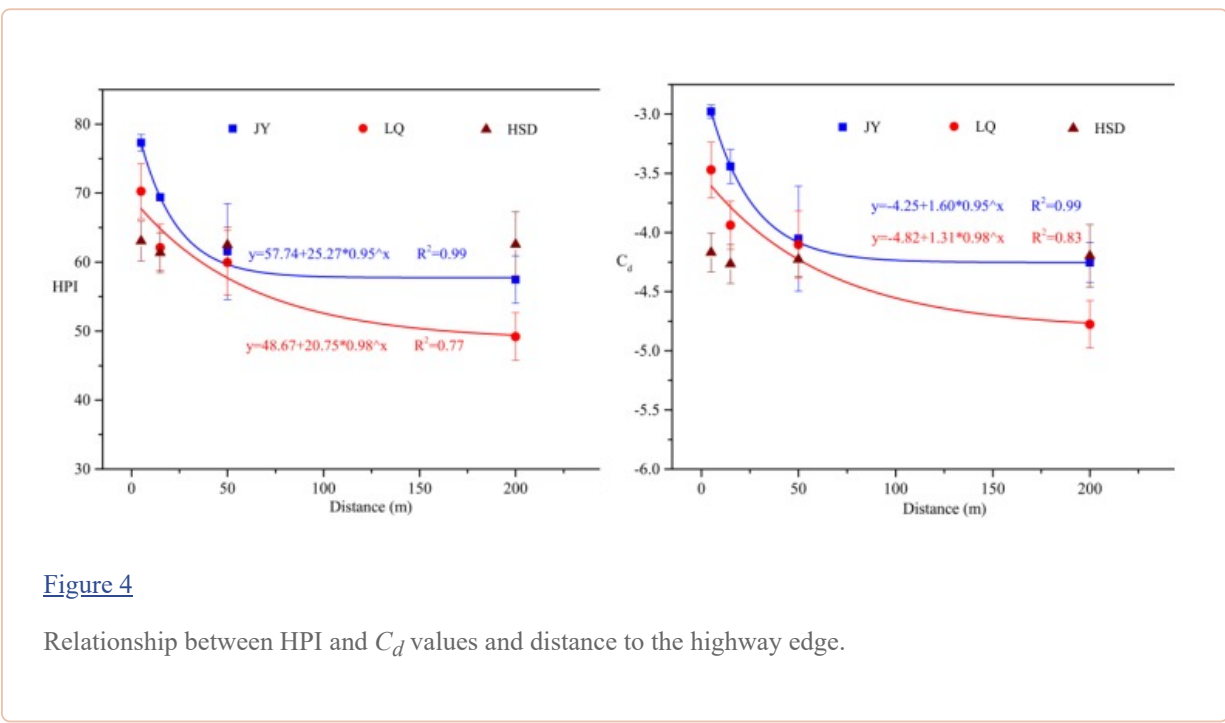 JY LQ HSD
80
70
60
50
40
30
HPI
y=57.74+25.27*0.95^x R²=0.99
y=48.67+20.75*0.98^x R²=0.77
0 50 100 150 200
Distance (m)
JY LQ HSD
-3.0
-3.5
-4.0
-4.5
-5.0
-5.5
-6.0
C_d
y=-4.25+1.60*0.95^x R²=0.99
y=-4.82+1.31*0.98^x R²=0.83
0 50 100 150 200
Distance (m)
Figure 4
Relationship between HPI and C_d values and distance to the highway edge.